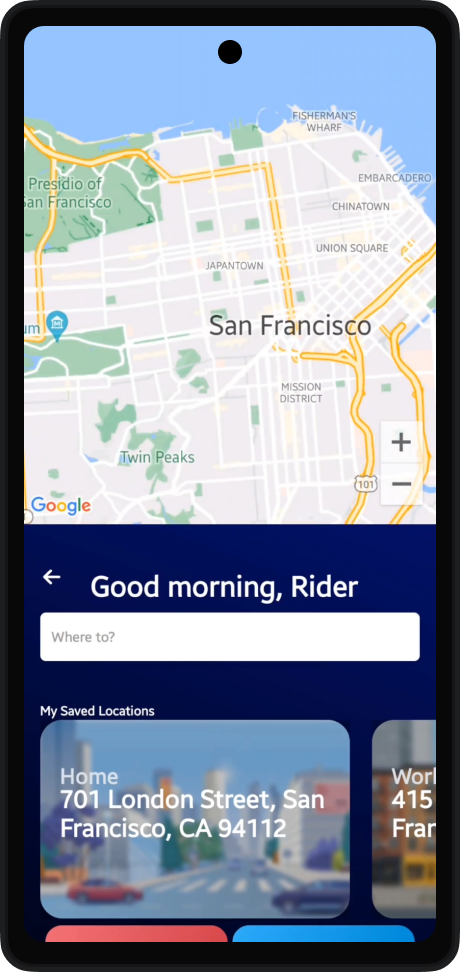 FISHERMAN'S
WHARF
Presidio of
San Francisco
EMBARCADERO
CHINATOWN
UNION SQUARE
JAPANTOWN
um
San Francisco
MISSION
DISTRICT
+
Twin Peaks
−
101
Google
Good morning, Rider
Where to?
My Saved Locations
Home
701 London Street, San
Francisco, CA 94112
Worl
415
Fran